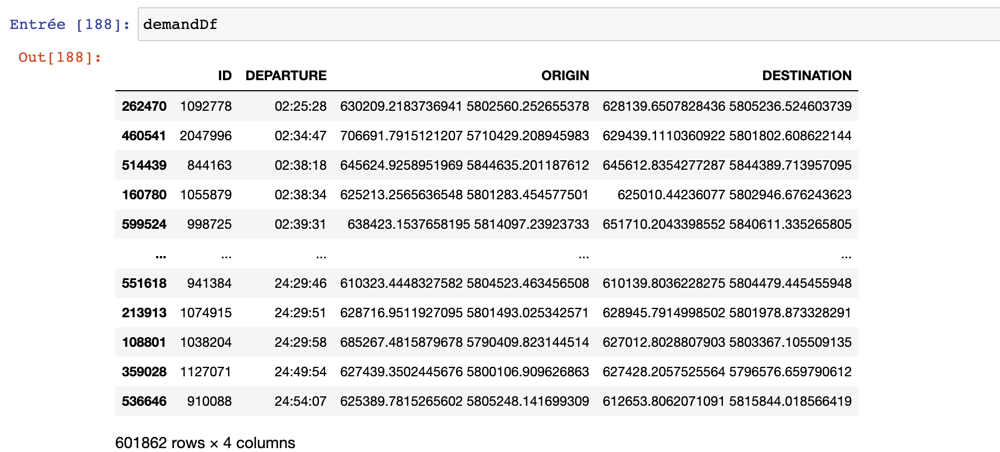 Entrée [188]: demandDf
Out[188]:
ID DEPARTURE ORIGIN DESTINATION
262470 1092778 02:25:28 630209.2183736941 5802560.252655378 628139.6507828436 5805236.524603739
460541 2047996 02:34:47 706691.7915121207 5710429.208945983 629439.1110360922 5801802.608622144
514439 844163 02:38:18 645624.9258951969 5844635.201187612 645612.8354277287 5844389.713957095
160780 1055879 02:38:34 625213.2565636548 5801283.454577501 625010.44236077 5802946.676243623
599524 998725 02:39:31 638423.1537658195 5814097.23923733 651710.2043398552 5840611.335265805
... ... ... ... ...
551618 941384 24:29:46 610323.4448327582 5804523.463456508 610139.8036228275 5804479.445455948
213913 1074915 24:29:51 628716.9511927095 5801493.025342571 628945.7914998502 5801978.873328291
108801 1038204 24:29:58 685267.4815879678 5790409.823144514 627012.8028807903 5803367.105509135
359028 1127071 24:49:54 627439.3502445676 5800106.909626863 627428.2057525564 5796576.659790612
536646 910088 24:54:07 625389.7815265602 5805248.141699309 612653.8062071091 5815844.018566419
601862 rows × 4 columns